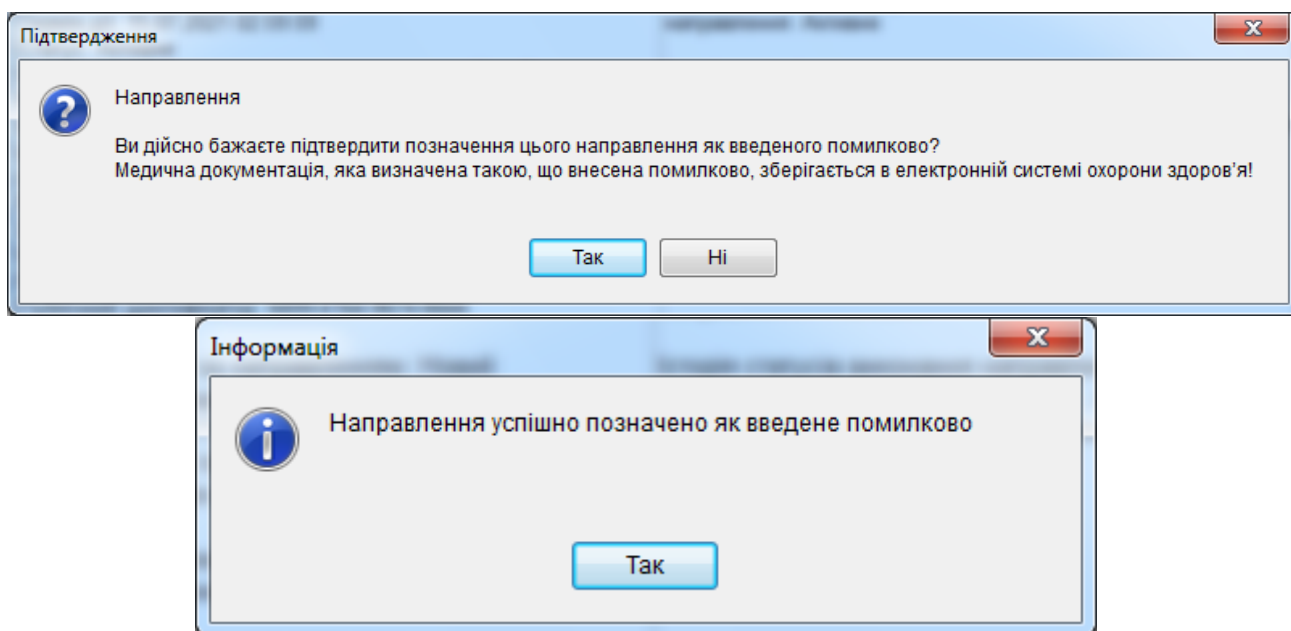 Підтвердження
Направлення
Ви дійсно бажаєте підтвердити позначення цього направлення як введеного помилково?
Медична документація, яка визначена такою, що внесена помилково, зберігається в електронній системі охорони здоров'я!
Так Ні
Інформація
Направлення успішно позначено як введене помилково
Так